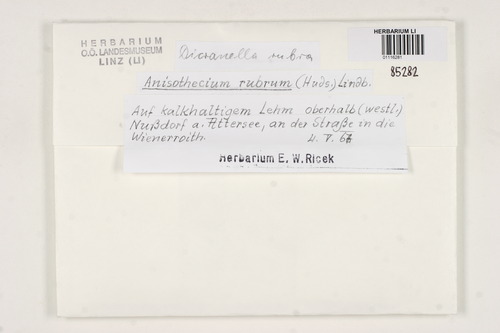 HERBARIUM
O.Ö. LANDESMUSEUM
LINZ (LI)
Dicranella rubra
HERBARIUM LI
85282
Anisothecium rubrum (Huds.) Lindb.
Auf kalkhaltigem Lehm oberhalb (westl.)
Nußdorf a. Attersee, an der Straße in die
Wienerroith. 4. V. 67
Herbarium E. W. Ricek